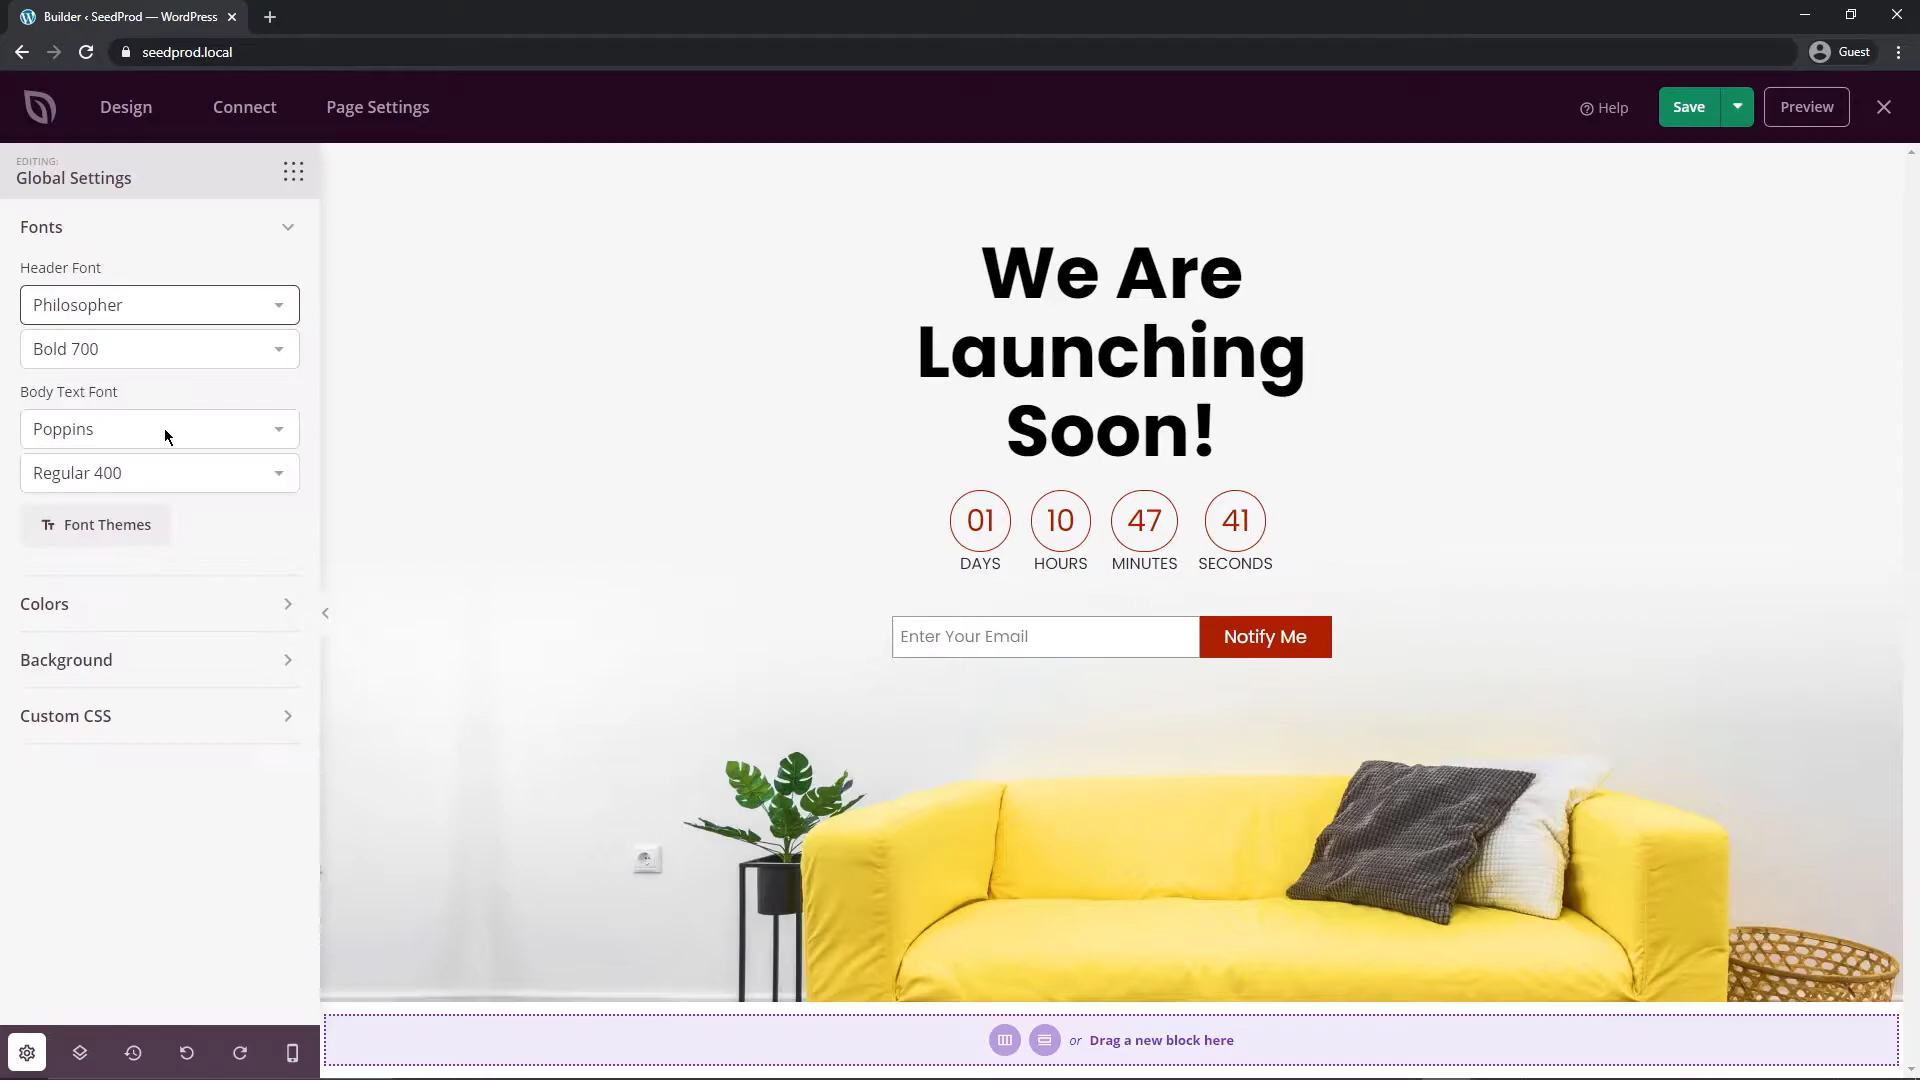 Builder ‹ SeedProd — WordPress
seedprod.local
Guest
Design
Connect
Page Settings
Help
Save
Preview
EDITING:
Global Settings
Fonts
Header Font
Philosopher
Bold 700
Body Text Font
Poppins
Regular 400
Tт Font Themes
Colors
Background
Custom CSS
We Are
Launching
Soon!
01 10 47 41
DAYS HOURS MINUTES SECONDS
Enter Your Email
Notify Me
or Drag a new block here